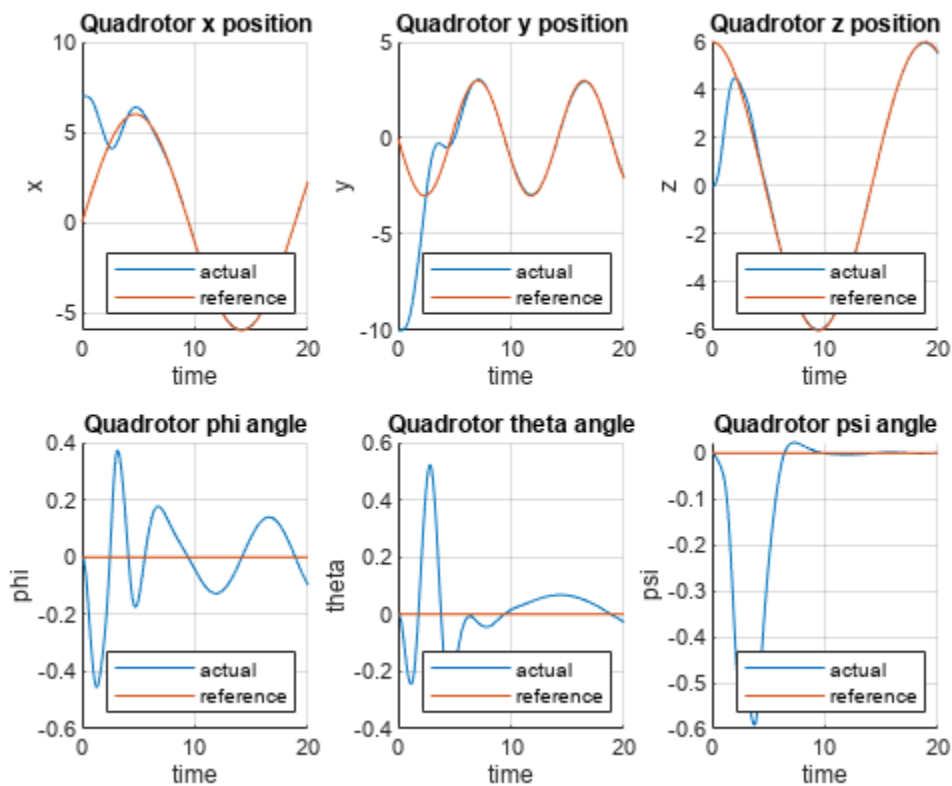 Quadrotor x position
10
5
0
-5
x
0 10 20
time
actual
reference
Quadrotor y position
5
0
-5
-10
y
0 10 20
time
actual
reference
Quadrotor z position
6
4
2
0
-2
-4
-6
z
0 10 20
time
actual
reference
Quadrotor phi angle
0.4
0.2
0
-0.2
-0.4
-0.6
phi
0 10 20
time
actual
reference
Quadrotor theta angle
0.6
0.4
0.2
0
-0.2
-0.4
theta
0 10 20
time
actual
reference
Quadrotor psi angle
0
-0.1
-0.2
-0.3
-0.4
-0.5
-0.6
psi
0 10 20
time
actual
reference